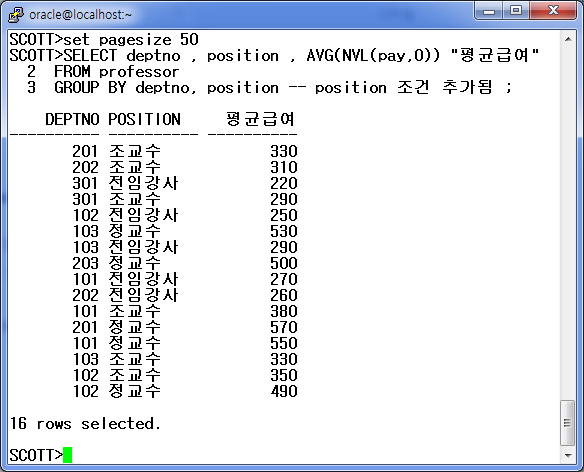 oracle@localhost:~
SCOTT>set pagesize 50
SCOTT>SELECT deptno , position , AVG(NVL(pay,0)) "평균급여"
2 FROM professor
3 GROUP BY deptno, position -- position 조건 추가됨 ;
DEPTNO POSITION 평균급여
---------- ---------- ----------
201 조교수 330
202 조교수 310
301 전임강사 220
301 조교수 290
102 전임강사 250
103 정교수 530
103 전임강사 290
203 정교수 500
101 전임강사 270
202 전임강사 260
101 조교수 380
201 정교수 570
101 정교수 550
103 조교수 330
102 조교수 350
102 정교수 490
16 rows selected.
SCOTT>